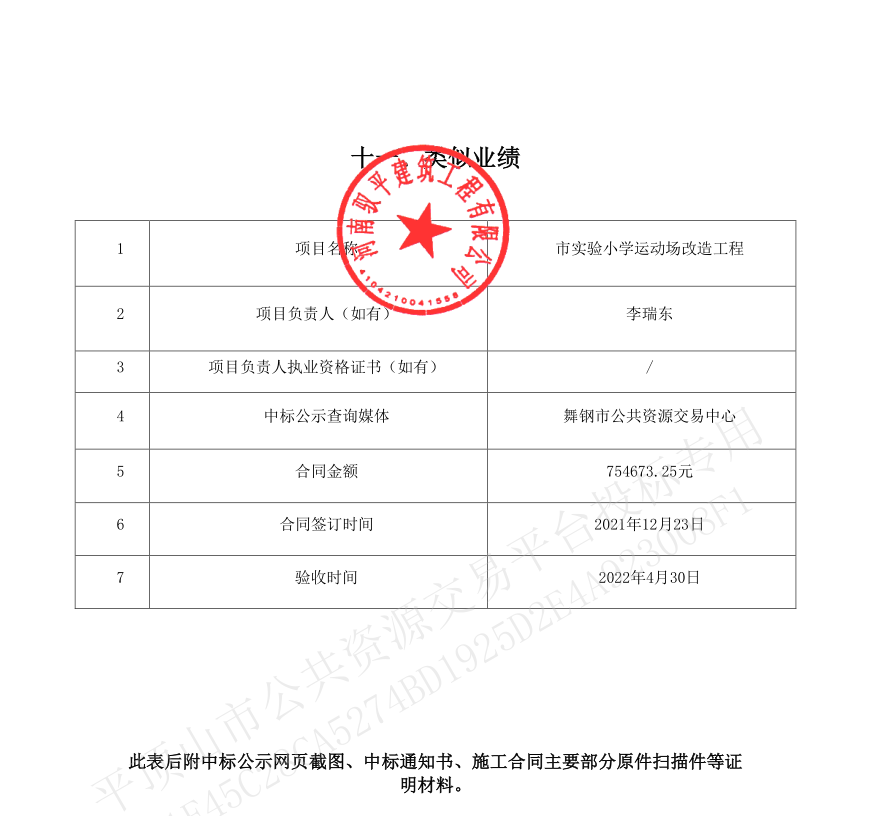 十一、类似业绩
河南驭平建筑工程有限公司
4104210041558
1 项目名称 市实验小学运动场改造工程
2 项目负责人（如有） 李瑞东
3 项目负责人执业资格证书（如有） /
4 中标公示查询媒体 舞钢市公共资源交易中心
5 合同金额 754673.25元
6 合同签订时间 2021年12月23日
7 验收时间 2022年4月30日
平顶山市公共资源交易平台投标专用
此表后附中标公示网页截图、中标通知书、施工合同主要部分原件扫描件等证
明材料。